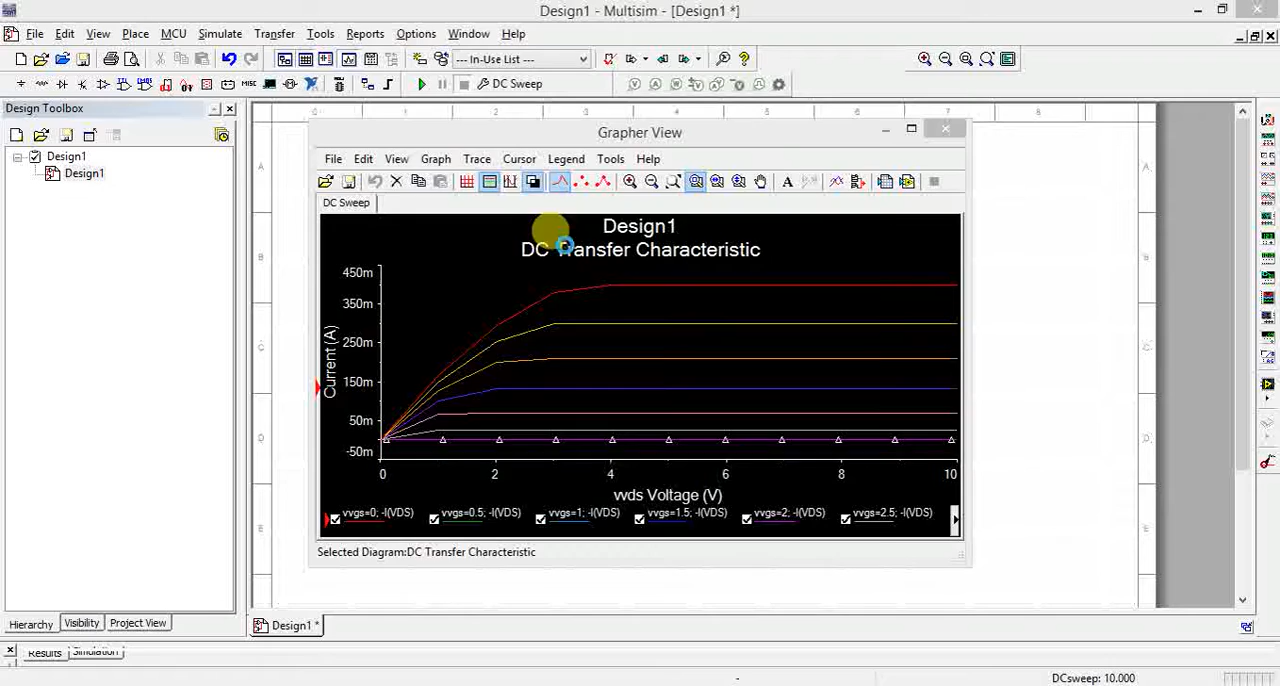 Design1 - Multisim - [Design1 *]
File Edit View Place MCU Simulate Transfer Tools Reports Options Window Help
--- In-Use List ---
DC Sweep
Design Toolbox
Design1
Design1
Grapher View
File Edit View Graph Trace Cursor Legend Tools Help
DC Sweep
Design1
DC Transfer Characteristic
450m
350m
250m
150m
50m
-50m
Current (A)
0 2 4 6 8 10
vvds Voltage (V)
vvgs=0; -I(VDS) vvgs=0.5; -I(VDS) vvgs=1; -I(VDS) vvgs=1.5; -I(VDS) vvgs=2; -I(VDS) vvgs=2.5; -I(VDS)
Selected Diagram:DC Transfer Characteristic
Hierarchy Visibility Project View
Design1 *
Results Simulation
- DCsweep: 10.000